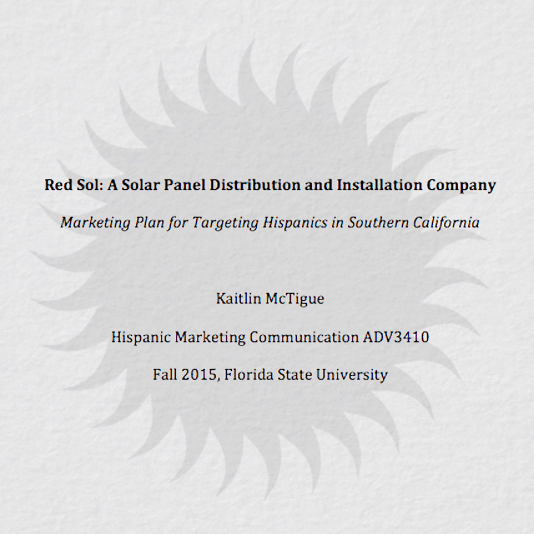 Red Sol: A Solar Panel Distribution and Installation Company
Marketing Plan for Targeting Hispanics in Southern California
Kaitlin McTigue
Hispanic Marketing Communication ADV3410
Fall 2015, Florida State University